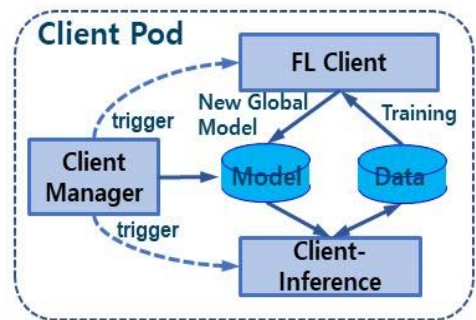 Client Pod
FL Client
New Global
Model
Training
trigger
Client
Manager
Model
Data
trigger
Client-
Inference